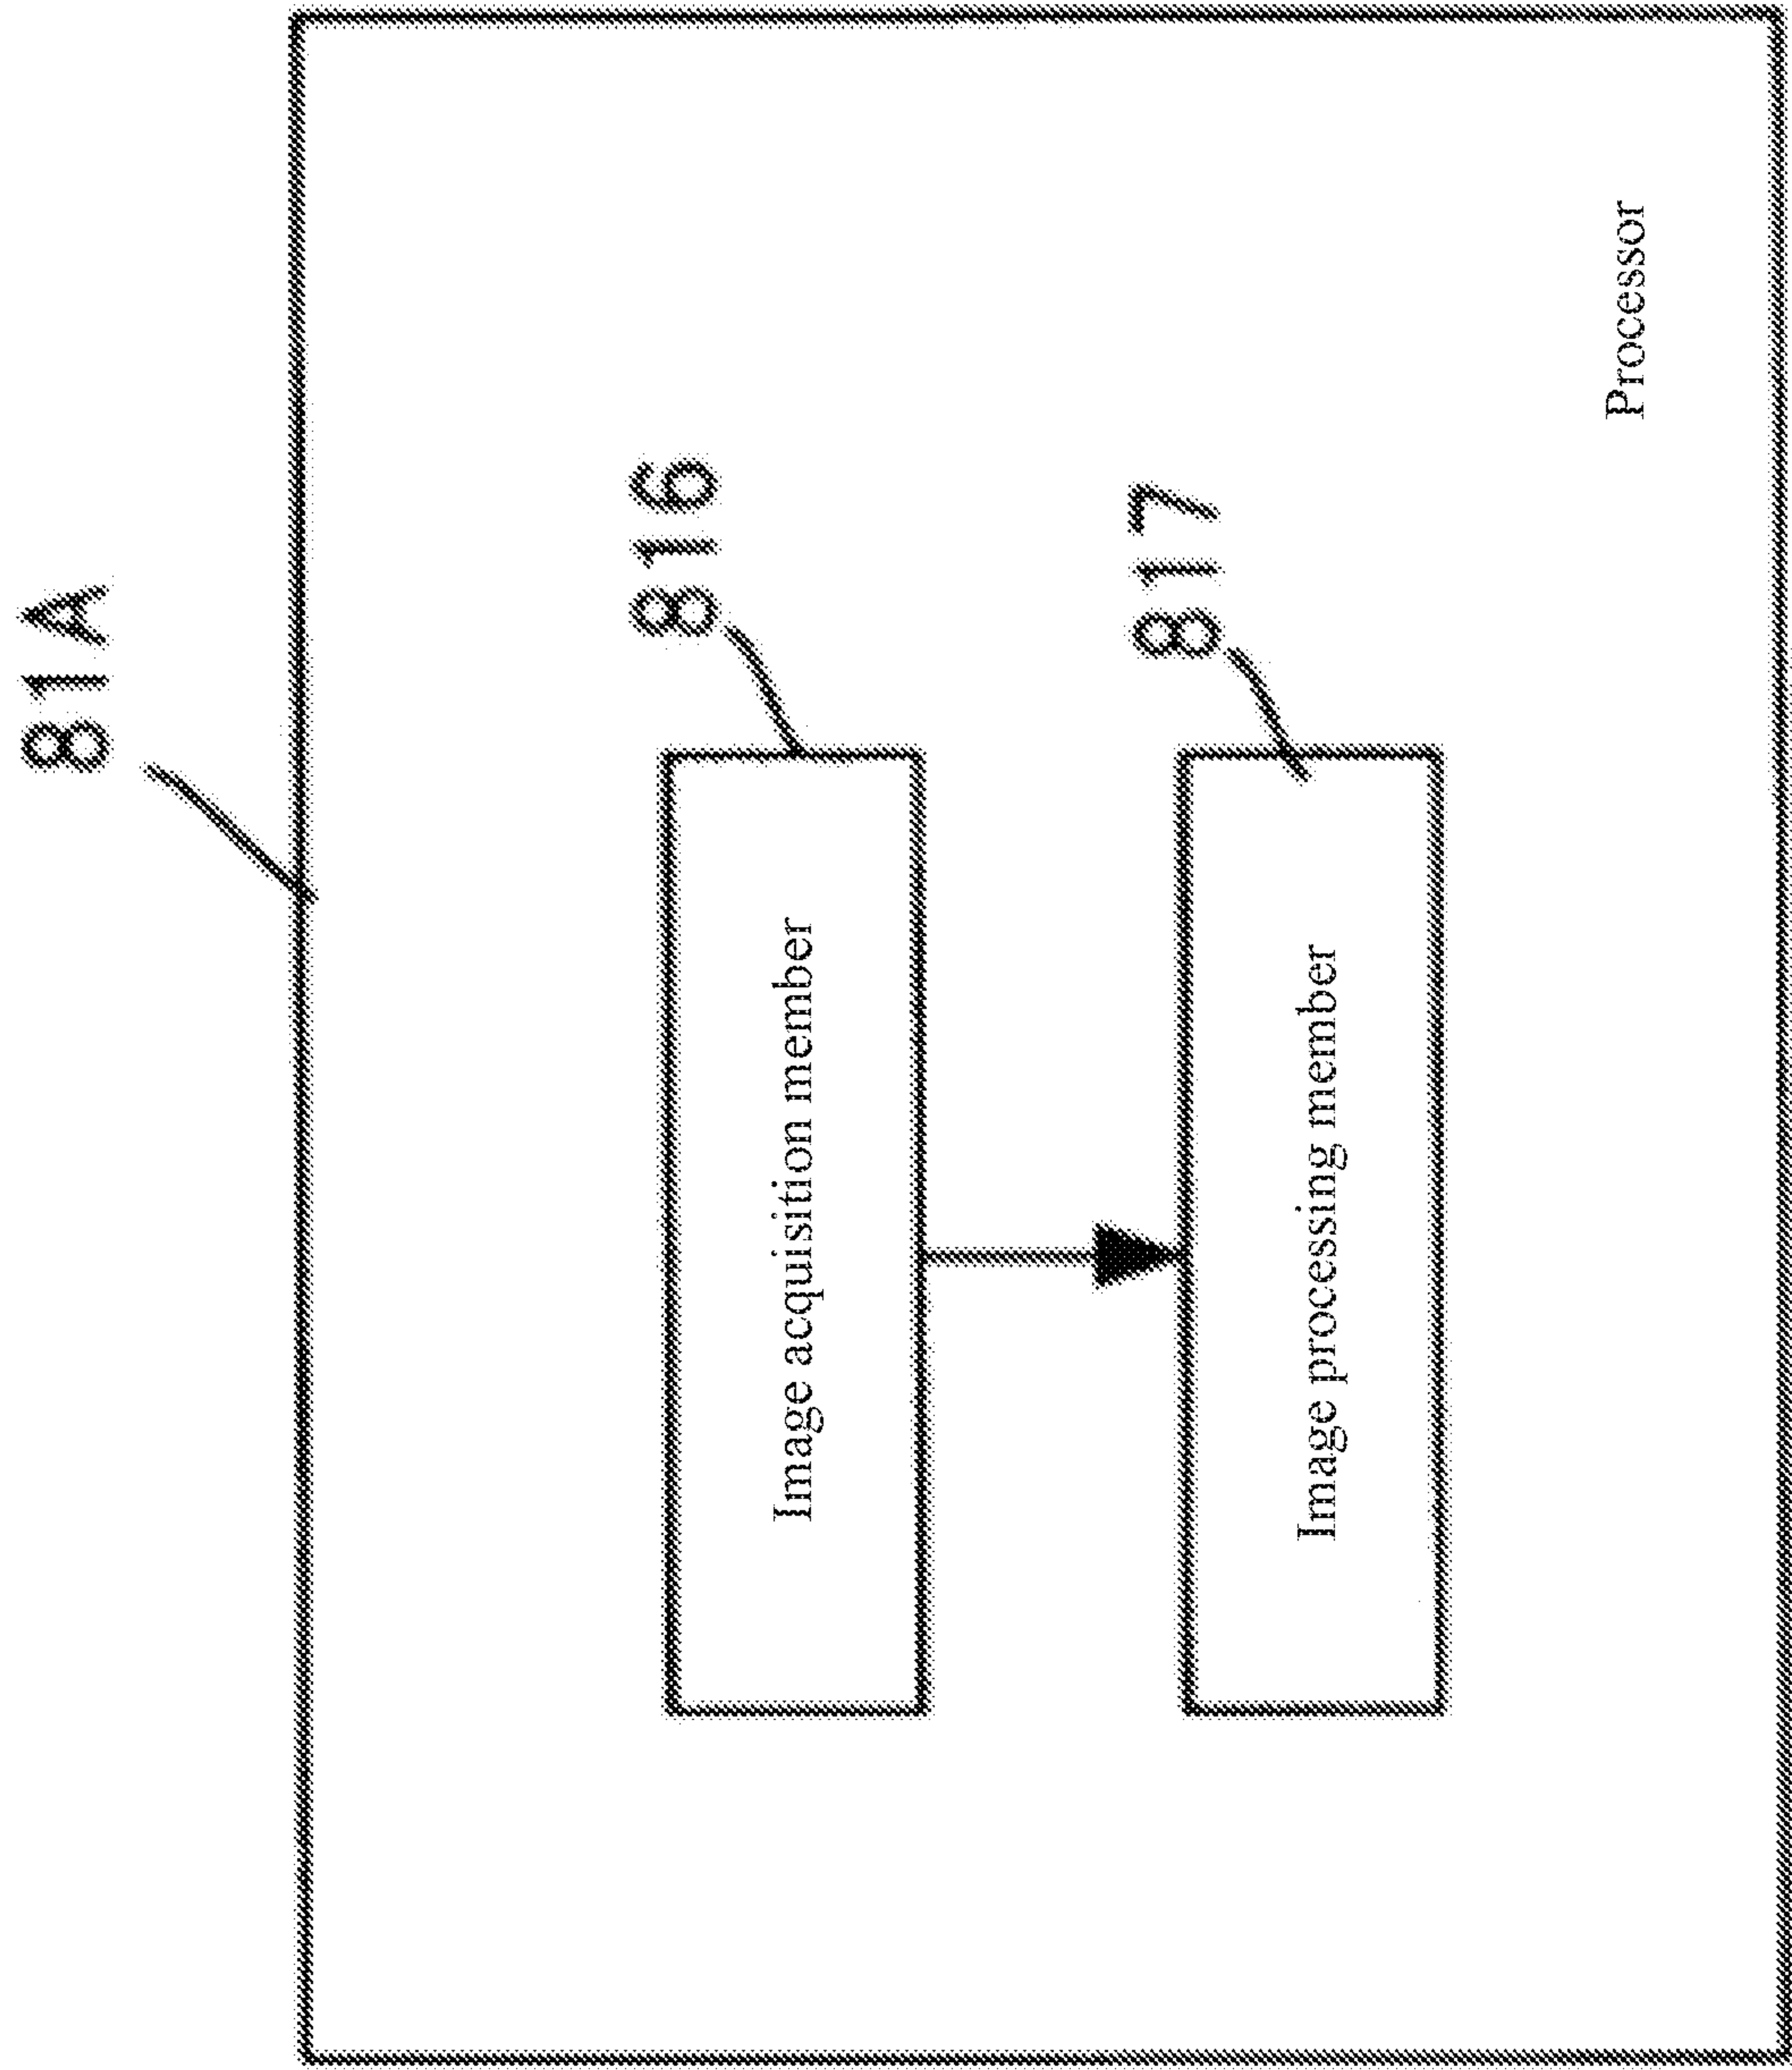 81A
816
Image acquisition member
817
Image processing member
Processor